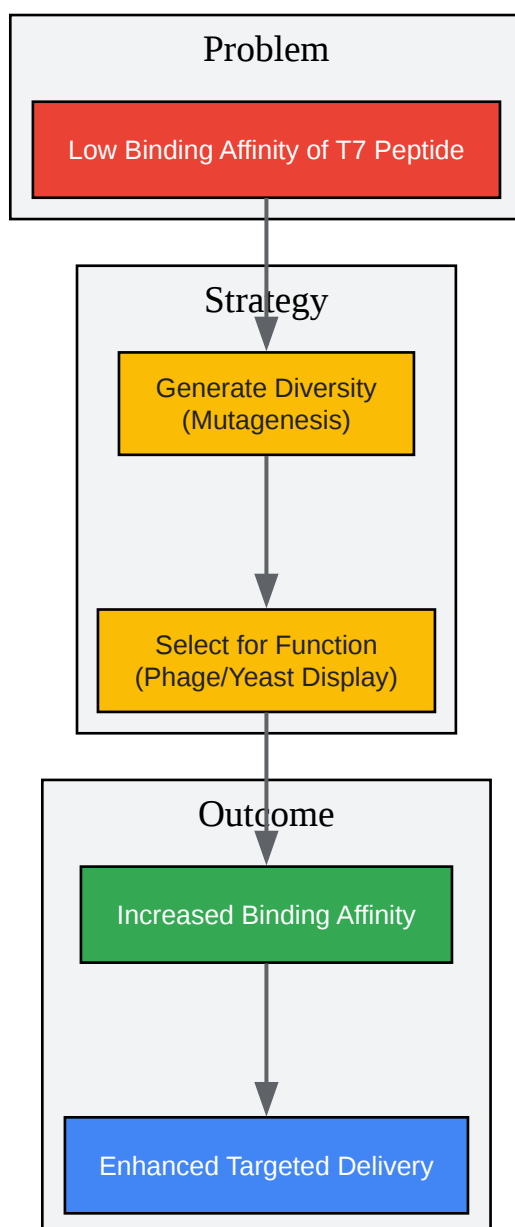 Problem
Low Binding Affinity of T7 Peptide
Strategy
Generate Diversity
(Mutagenesis)
Select for Function
(Phage/Yeast Display)
Outcome
Increased Binding Affinity
Enhanced Targeted Delivery